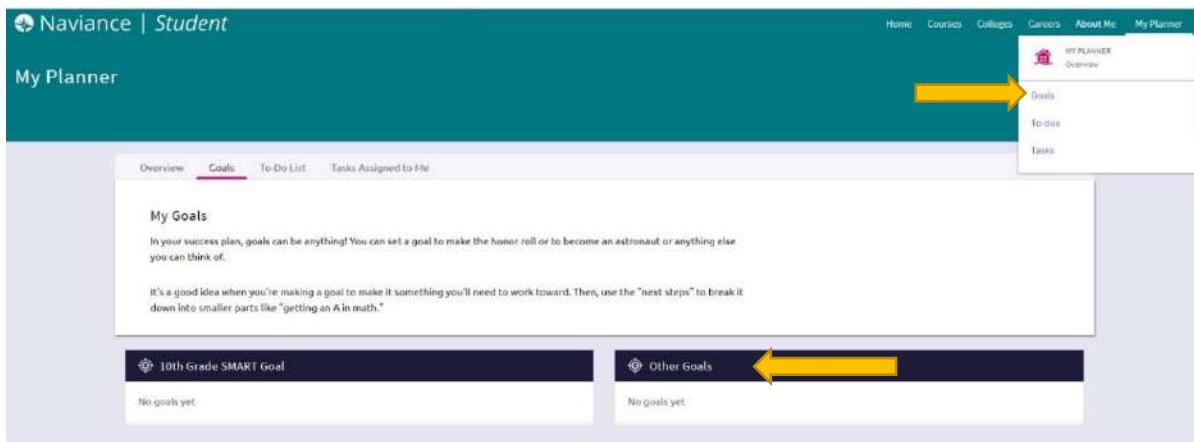 Naviance | Student
Home Courses Colleges Careers About Me My Planner
MY PLANNER
Overview
My Planner
Goals
To-dos
Tasks
Overview Goals To-Do List Tasks Assigned to Me
My Goals
In your success plan, goals can be anything! You can set a goal to make the honor roll or to become an astronaut or anything else
you can think of.
It's a good idea when you're making a goal to make it something you'll need to work toward. Then, use the "next steps" to break it
down into smaller parts like "getting an A in math."
10th Grade SMART Goal
No goals yet
Other Goals
No goals yet